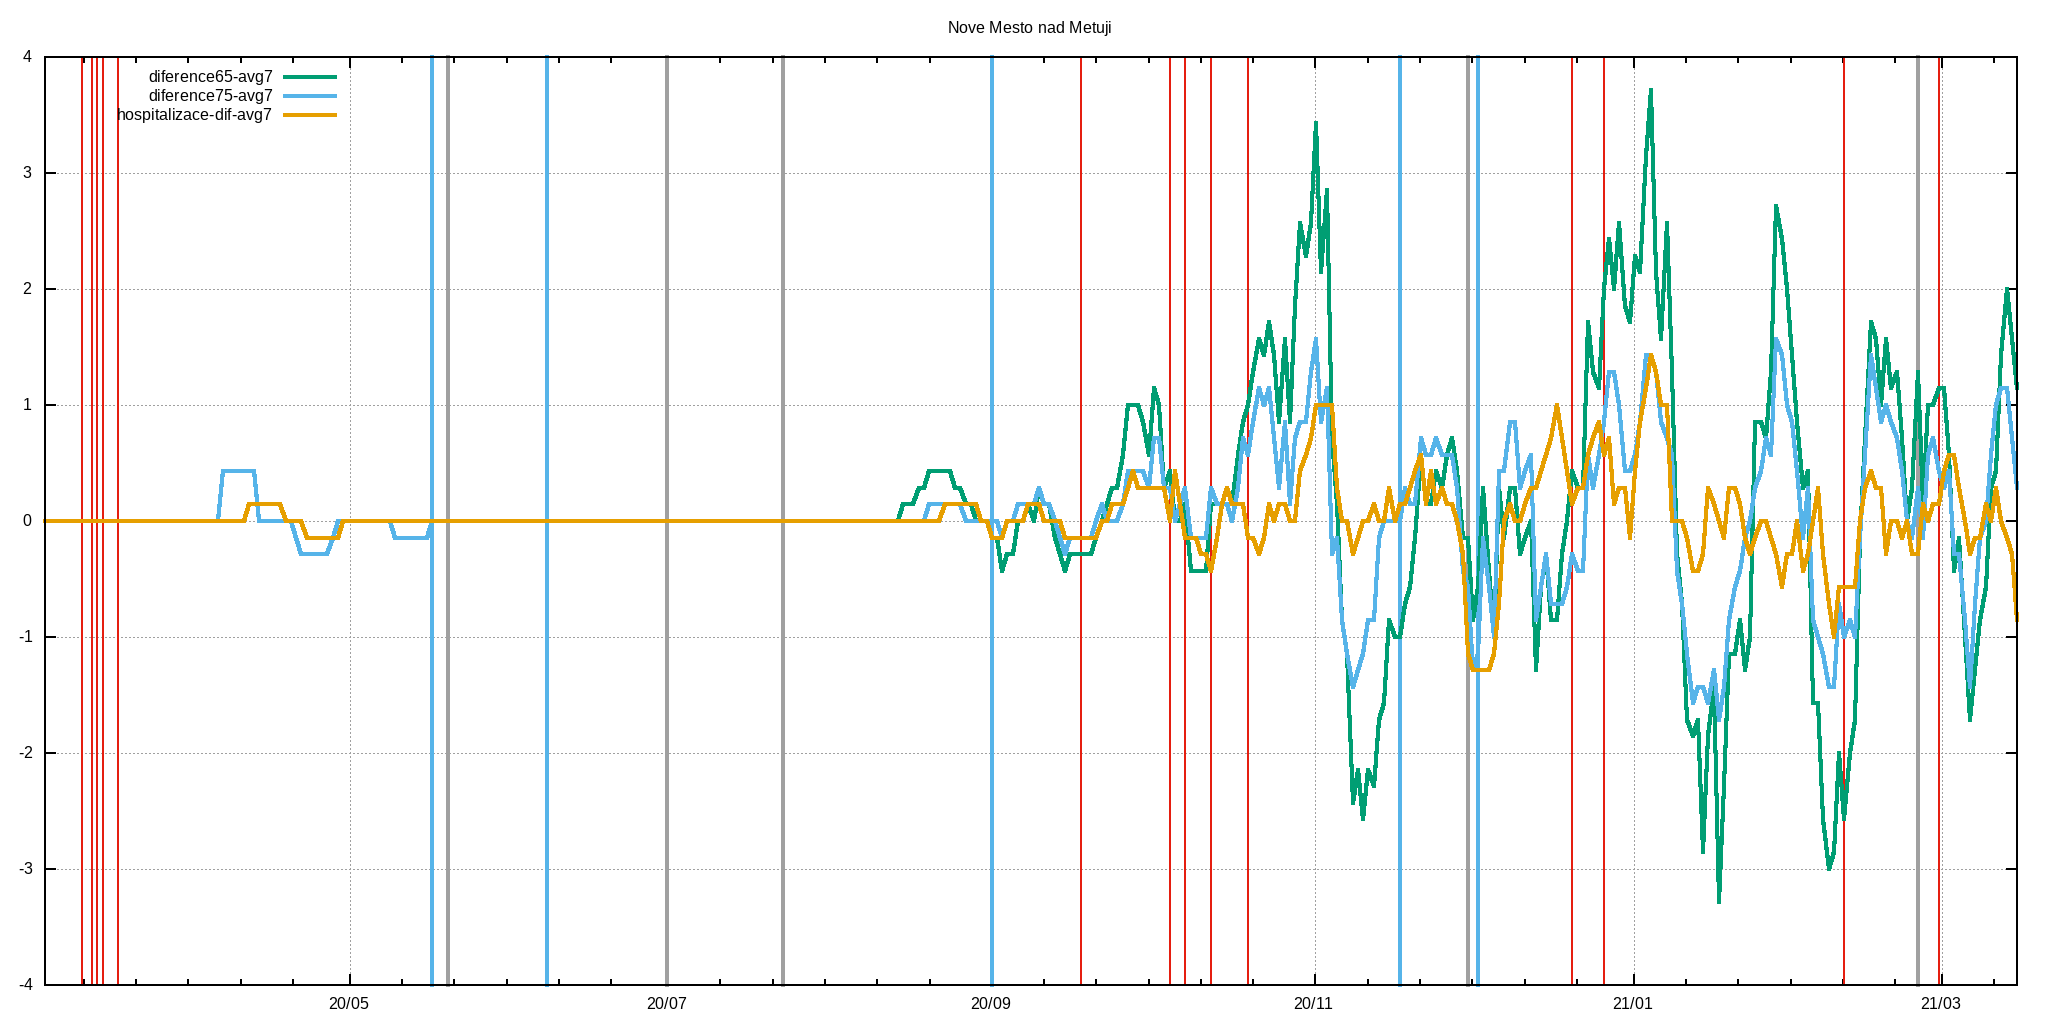 Nove Mesto nad Metuji
4
diference65-avg7
diference75-avg7
hospitalizace-dif-avg7
3
2
1
0
-1
-2
-3
-4
20/05 20/07 20/09 20/11 21/01 21/03